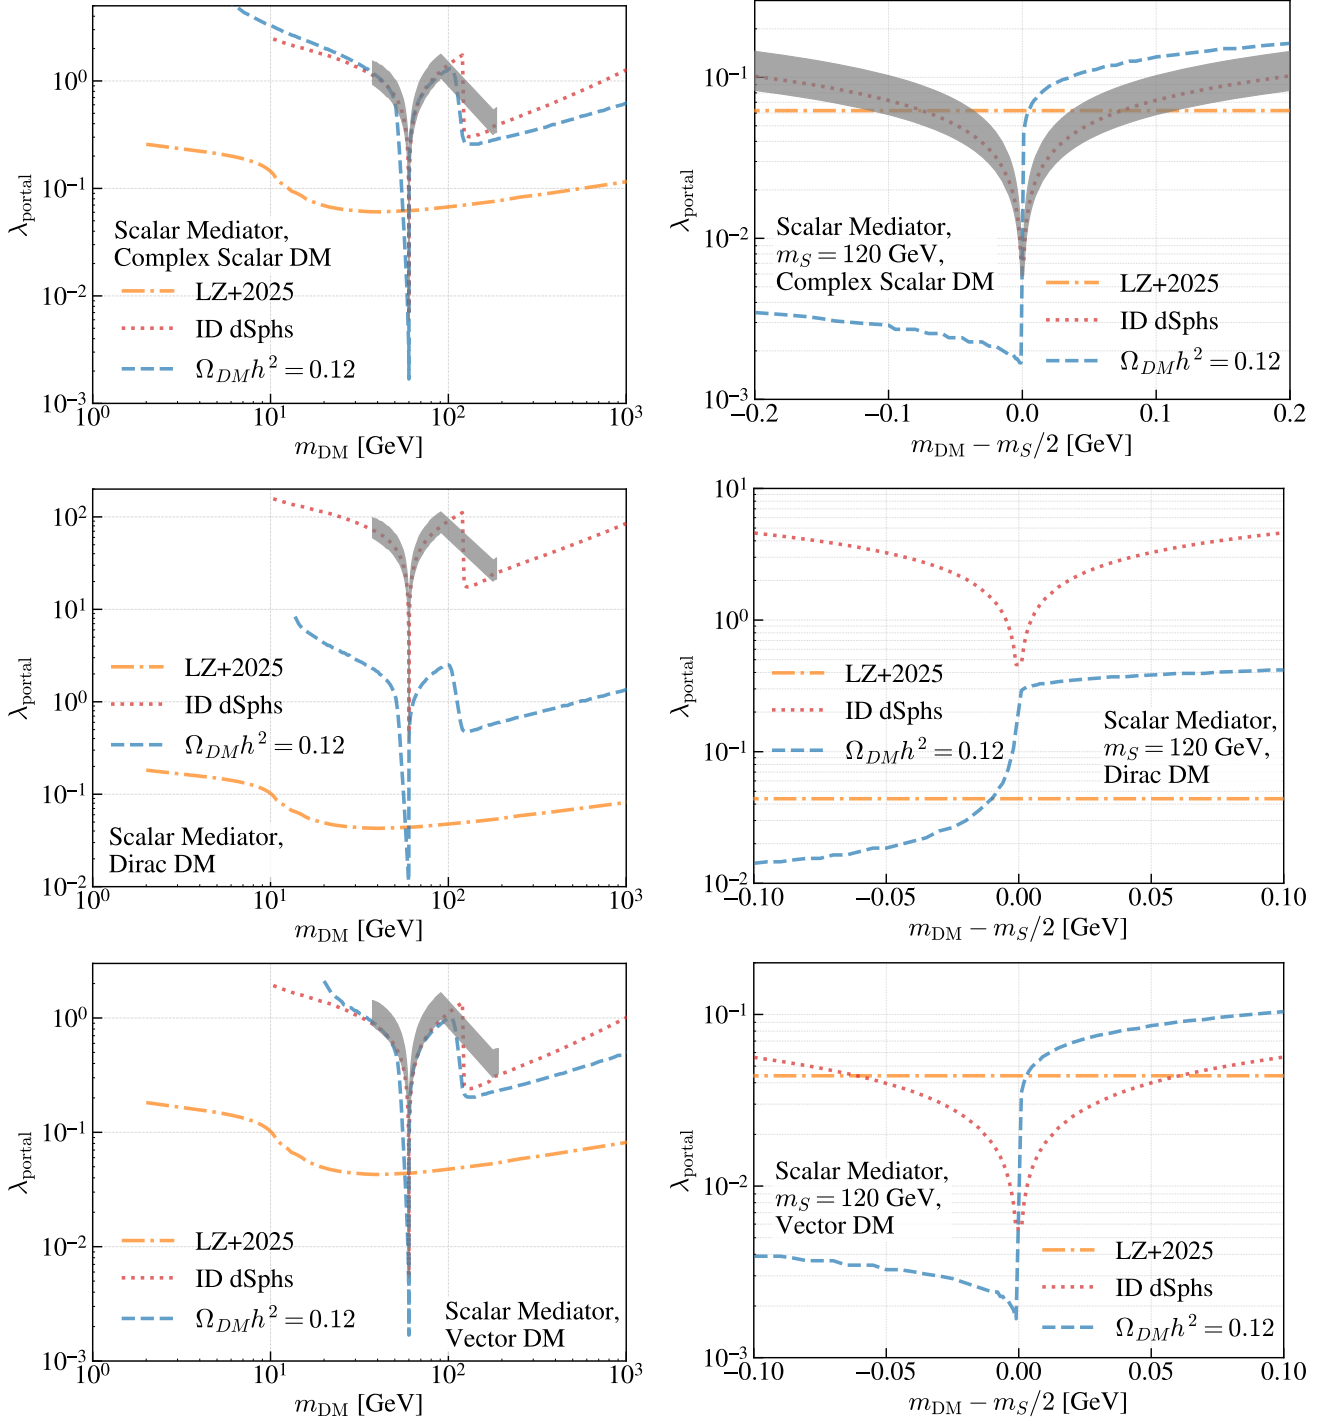 λ_portal
10^0
10^−1
10^−2
10^−3
Scalar Mediator,
Complex Scalar DM
LZ+2025
ID dSphs
Ω_DM h² = 0.12
10^0 10^1 10^2 10^3
m_DM [GeV]
λ_portal
10^−1
10^−2
10^−3
Scalar Mediator,
m_S = 120 GeV,
Complex Scalar DM
LZ+2025
ID dSphs
Ω_DM h² = 0.12
−0.2 −0.1 0.0 0.1 0.2
m_DM − m_S/2 [GeV]
λ_portal
10^2
10^1
10^0
10^−1
10^−2
LZ+2025
ID dSphs
Ω_DM h² = 0.12
Scalar Mediator,
Dirac DM
10^0 10^1 10^2 10^3
m_DM [GeV]
λ_portal
10^1
10^0
10^−1
10^−2
LZ+2025
ID dSphs
Ω_DM h² = 0.12
Scalar Mediator,
m_S = 120 GeV,
Dirac DM
−0.10 −0.05 0.00 0.05 0.10
m_DM − m_S/2 [GeV]
λ_portal
10^0
10^−1
10^−2
10^−3
LZ+2025
ID dSphs
Ω_DM h² = 0.12
Scalar Mediator,
Vector DM
10^0 10^1 10^2 10^3
m_DM [GeV]
λ_portal
10^−1
10^−2
10^−3
Scalar Mediator,
m_S = 120 GeV,
Vector DM
LZ+2025
ID dSphs
Ω_DM h² = 0.12
−0.10 −0.05 0.00 0.05 0.10
m_DM − m_S/2 [GeV]